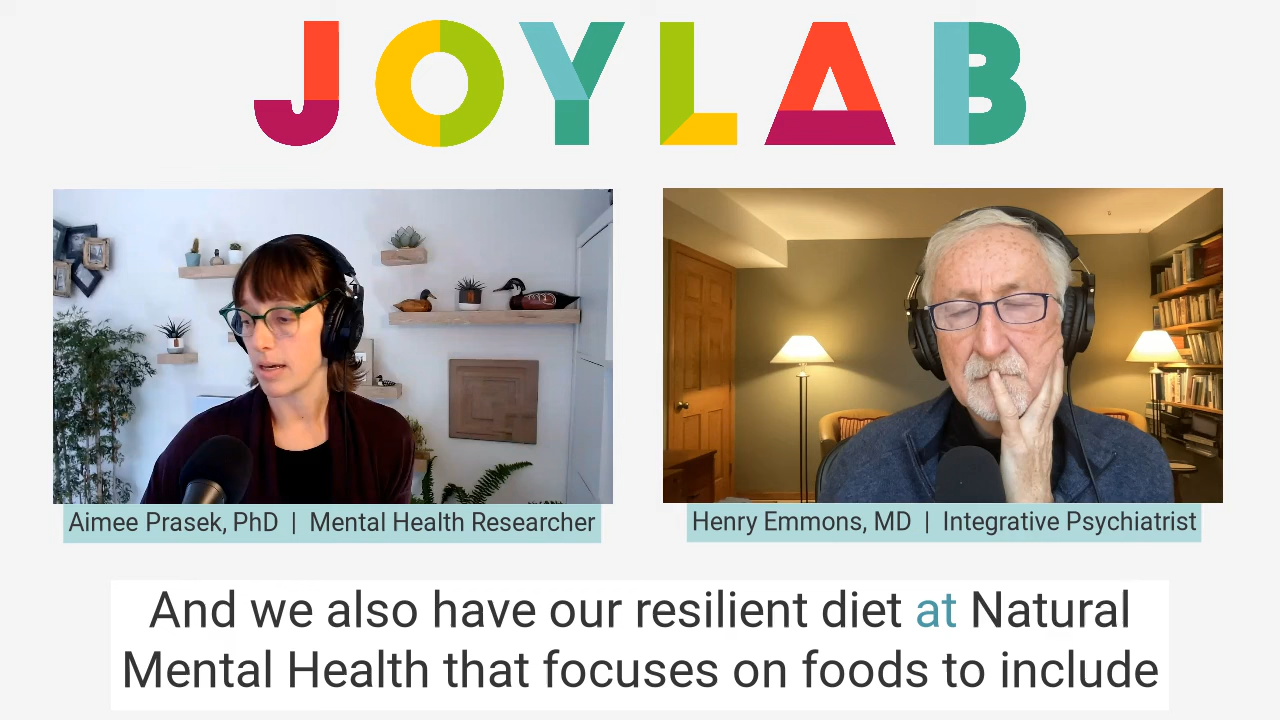 JOYLAB
Aimee Prasek, PhD | Mental Health Researcher
Henry Emmons, MD | Integrative Psychiatrist
And we also have our resilient diet at Natural
Mental Health that focuses on foods to include